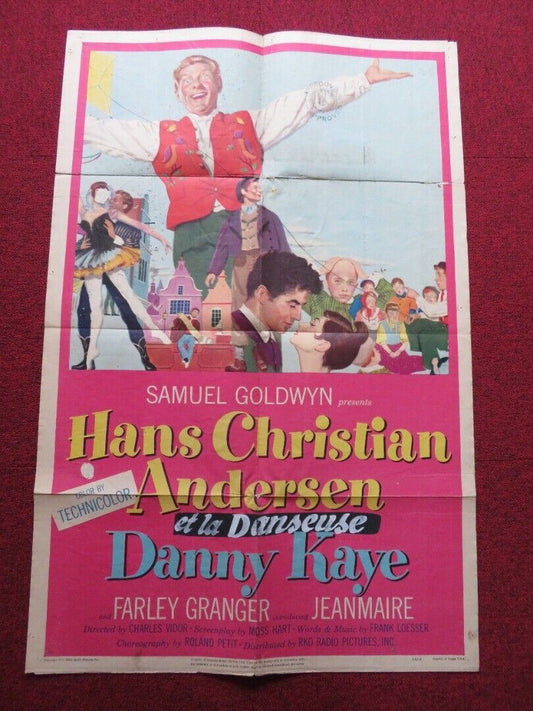 SAMUEL GOLDWYN presents
Hans Christian
Andersen
COLOR BY
TECHNICOLOR
et la Danseuse
Danny Kaye
and FARLEY GRANGER introducing JEANMAIRE
Directed by CHARLES VIDOR • Screenplay by MOSS HART • Words & Music by FRANK LOESSER
Choreography by ROLAND PETIT • Distributed by RKO RADIO PICTURES, INC.